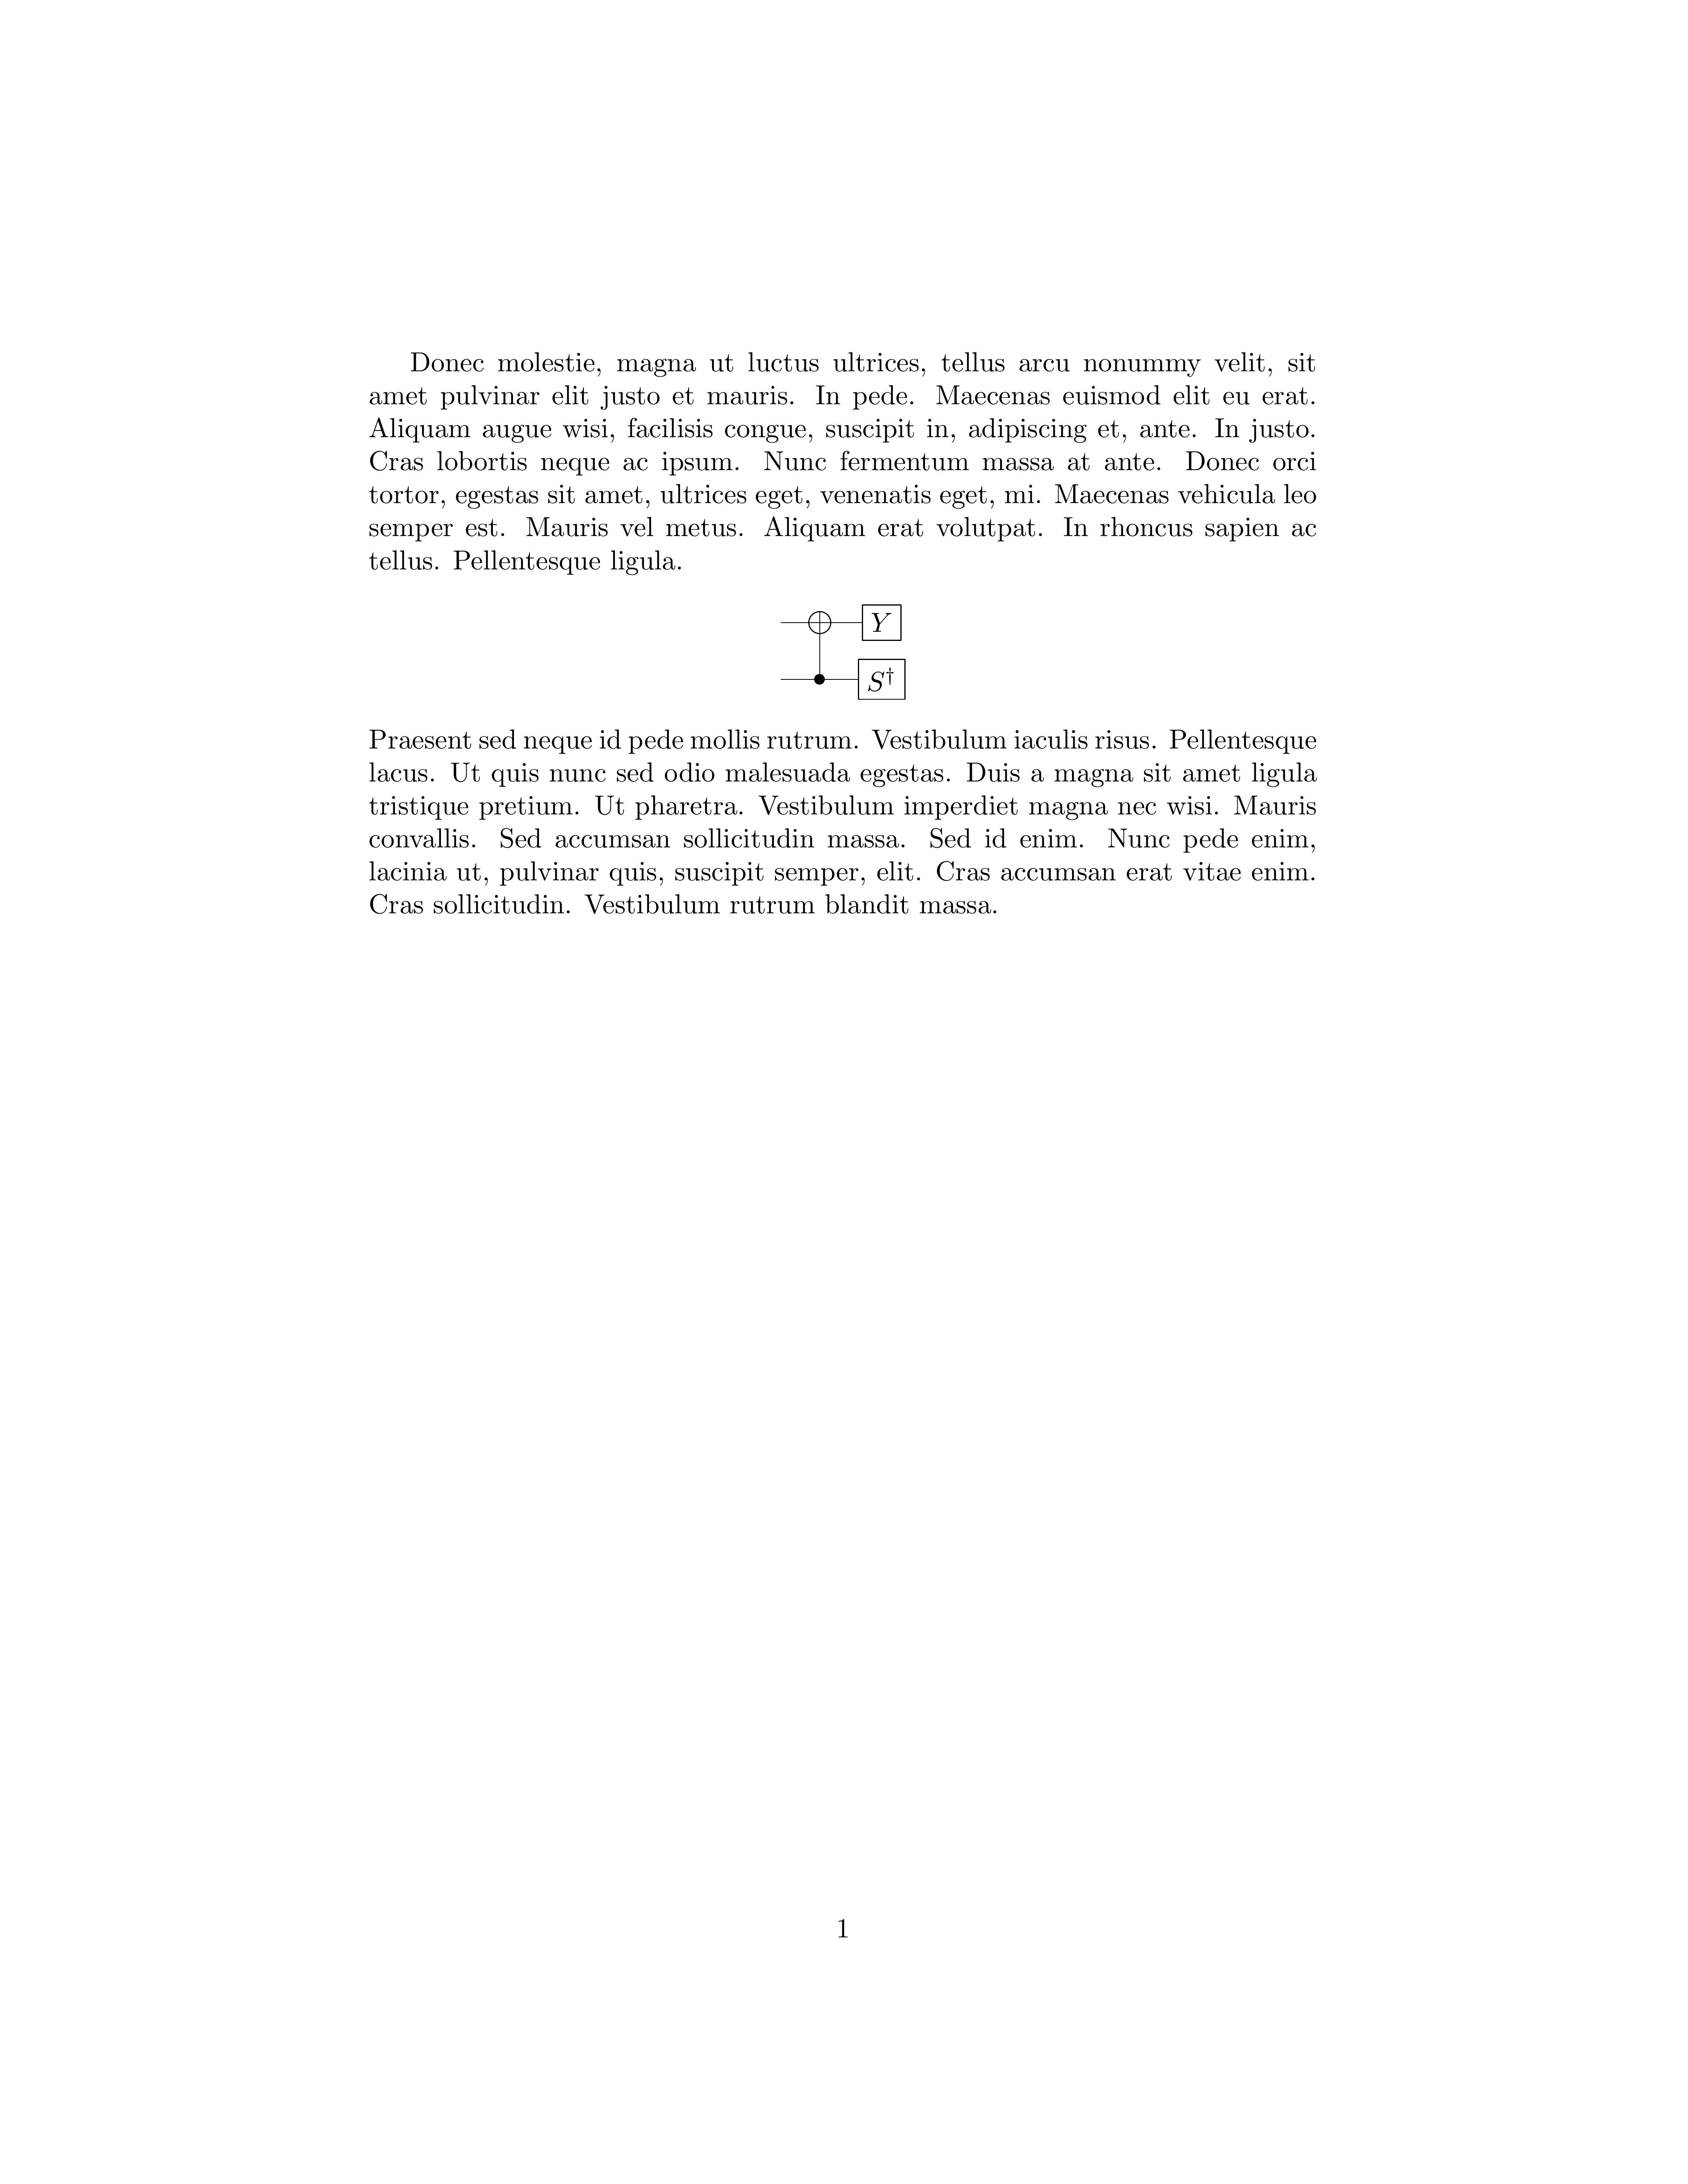 Donec molestie, magna ut luctus ultrices, tellus arcu nonummy velit, sit
amet pulvinar elit justo et mauris. In pede. Maecenas euismod elit eu erat.
Aliquam augue wisi, facilisis congue, suscipit in, adipiscing et, ante. In justo.
Cras lobortis neque ac ipsum. Nunc fermentum massa at ante. Donec orci
tortor, egestas sit amet, ultrices eget, venenatis eget, mi. Maecenas vehicula leo
semper est. Mauris vel metus. Aliquam erat volutpat. In rhoncus sapien ac
tellus. Pellentesque ligula.
Y
S†
Praesent sed neque id pede mollis rutrum. Vestibulum iaculis risus. Pellentesque
lacus. Ut quis nunc sed odio malesuada egestas. Duis a magna sit amet ligula
tristique pretium. Ut pharetra. Vestibulum imperdiet magna nec wisi. Mauris
convallis. Sed accumsan sollicitudin massa. Sed id enim. Nunc pede enim,
lacinia ut, pulvinar quis, suscipit semper, elit. Cras accumsan erat vitae enim.
Cras sollicitudin. Vestibulum rutrum blandit massa.
1